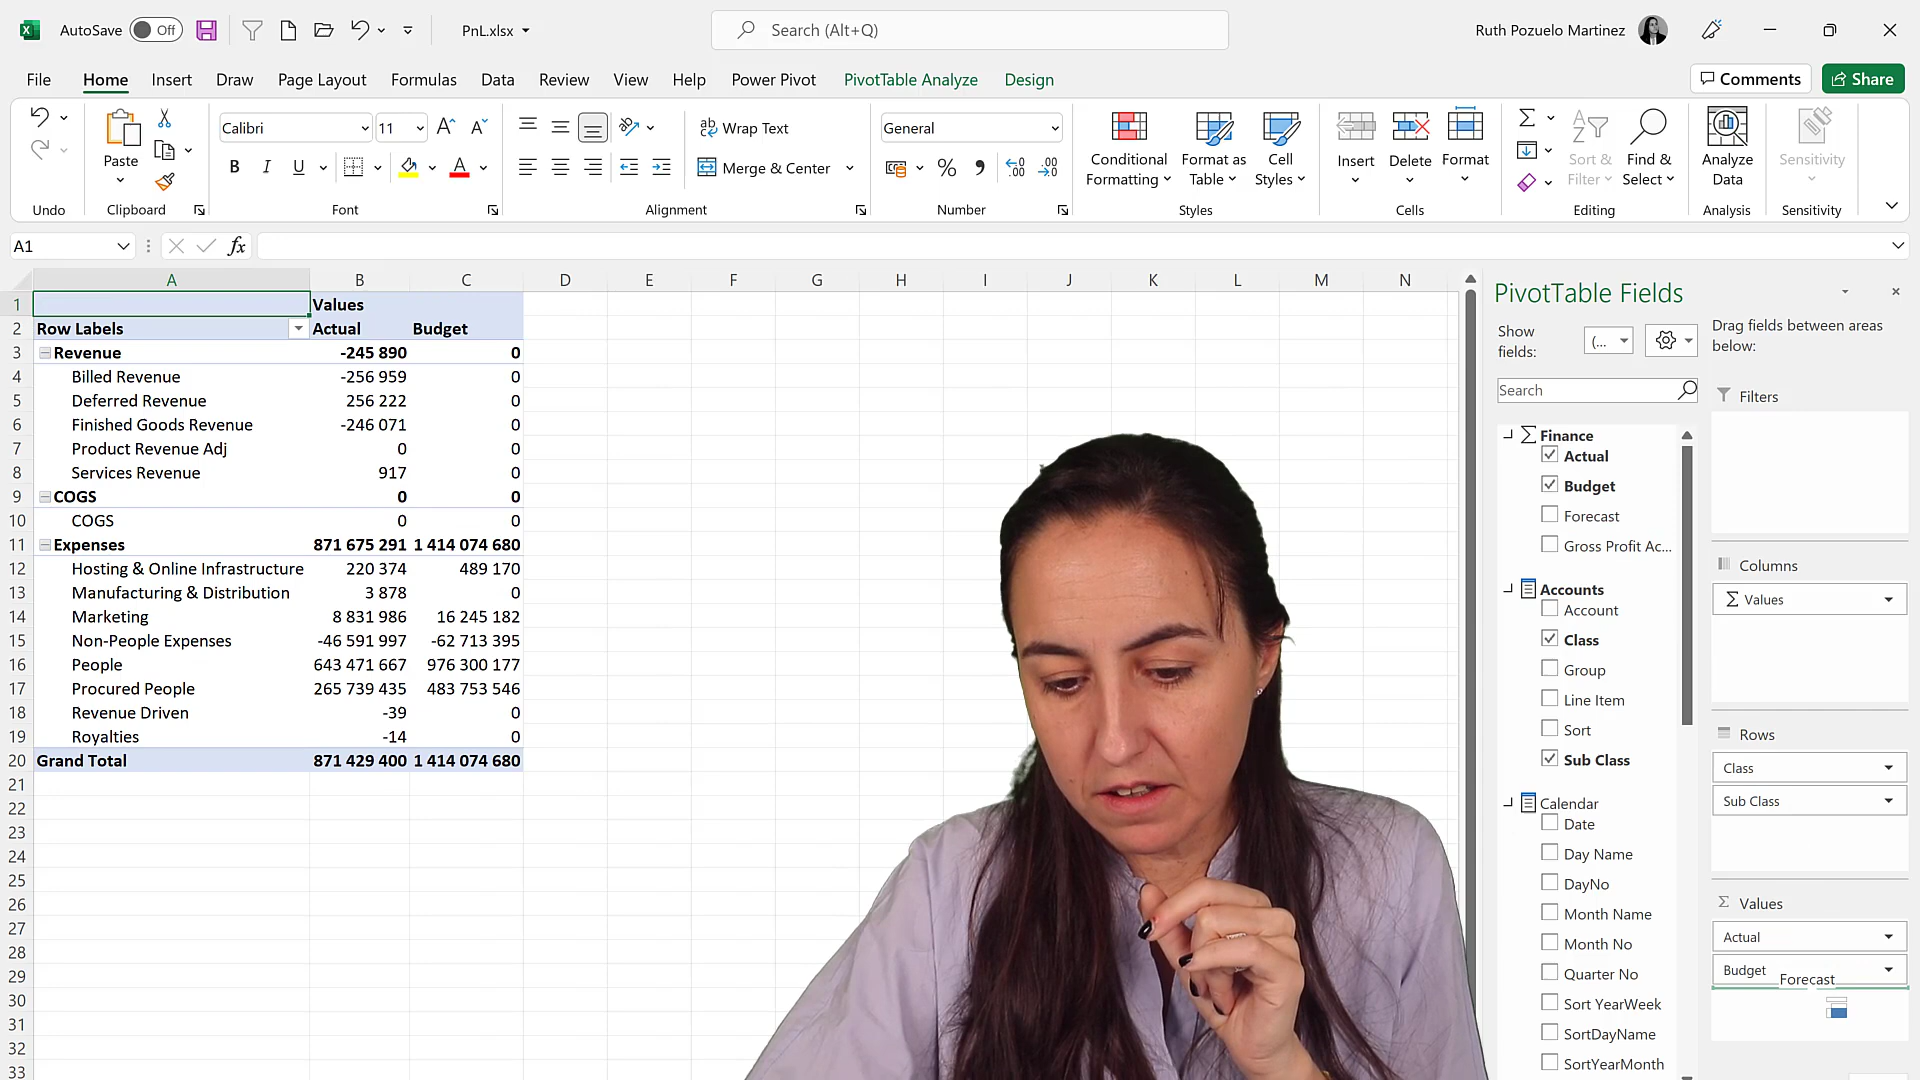 AutoSave Off PnL.xlsx Search (Alt+Q) Ruth Pozuelo Martinez
File Home Insert Draw Page Layout Formulas Data Review View Help Power Pivot PivotTable Analyze Design Comments Share
Calibri 11 Wrap Text General
Paste B I U Merge & Center
Conditional Formatting Format as Table Cell Styles Insert Delete Format Sort & Filter Find & Select Analyze Data Sensitivity
Undo Clipboard Font Alignment Number Styles Cells Editing Analysis Sensitivity
A1 fx
A B C D E F G H I J K L M N
1 Values
2 Row Labels Actual Budget
3 Revenue -245 890 0
4 Billed Revenue -256 959 0
5 Deferred Revenue 256 222 0
6 Finished Goods Revenue -246 071 0
7 Product Revenue Adj 0 0
8 Services Revenue 917 0
9 COGS 0 0
10 COGS 0 0
11 Expenses 871 675 291 1 414 074 680
12 Hosting & Online Infrastructure 220 374 489 170
13 Manufacturing & Distribution 3 878 0
14 Marketing 8 831 986 16 245 182
15 Non-People Expenses -46 591 997 -62 713 395
16 People 643 471 667 976 300 177
17 Procured People 265 739 435 483 753 546
18 Revenue Driven -39 0
19 Royalties -14 0
20 Grand Total 871 429 400 1 414 074 680
21
22
23
24
25
26
27
28
29
30
31
32
33
PivotTable Fields
Show fields: (...
Search
Finance
Actual
Budget
Forecast
Gross Profit Ac...
Accounts
Account
Class
Group
Line Item
Sort
Sub Class
Calendar
Date
Day Name
DayNo
Month Name
Month No
Quarter No
Sort YearWeek
SortDayName
SortYearMonth
Drag fields between areas below:
Filters
Columns
Σ Values
Rows
Class
Sub Class
Σ Values
Actual
Budget
Forecast